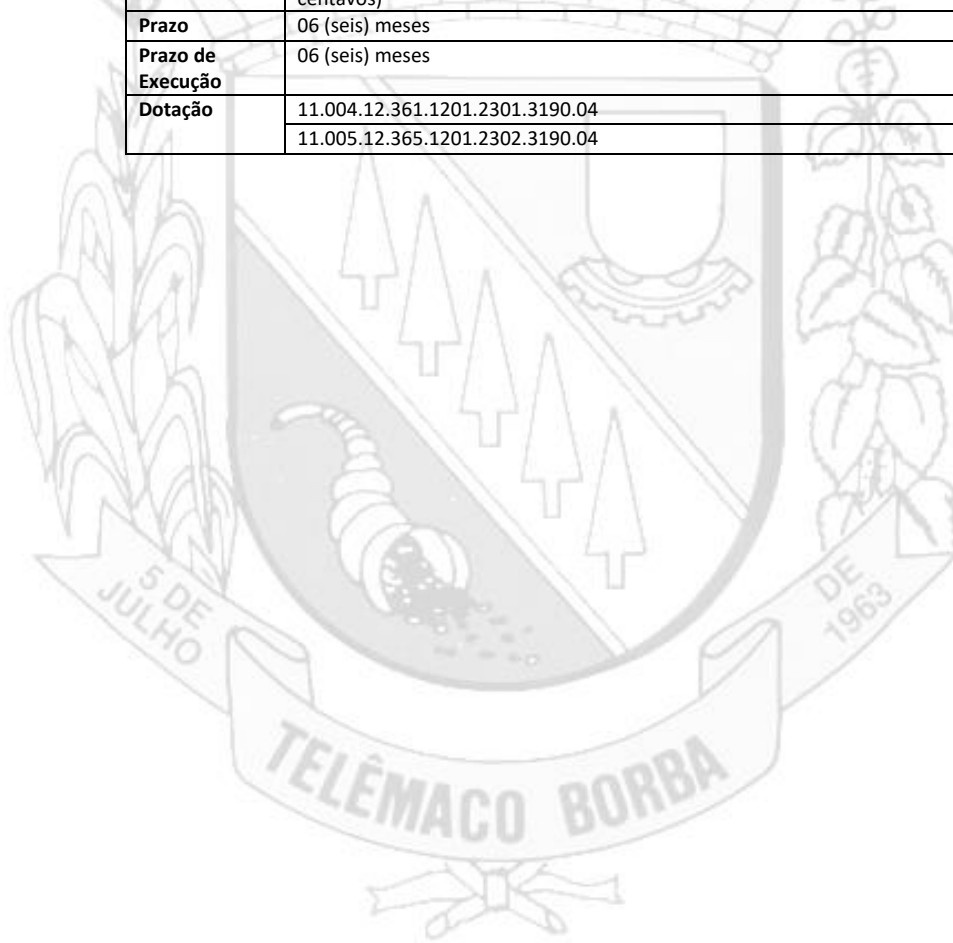 centavos)
Prazo 06 (seis) meses
Prazo de Execução 06 (seis) meses
Dotação 11.004.12.361.1201.2301.3190.04
11.005.12.365.1201.2302.3190.04
5 DE JULHO
DE 1963
TELÊMACO BORBA